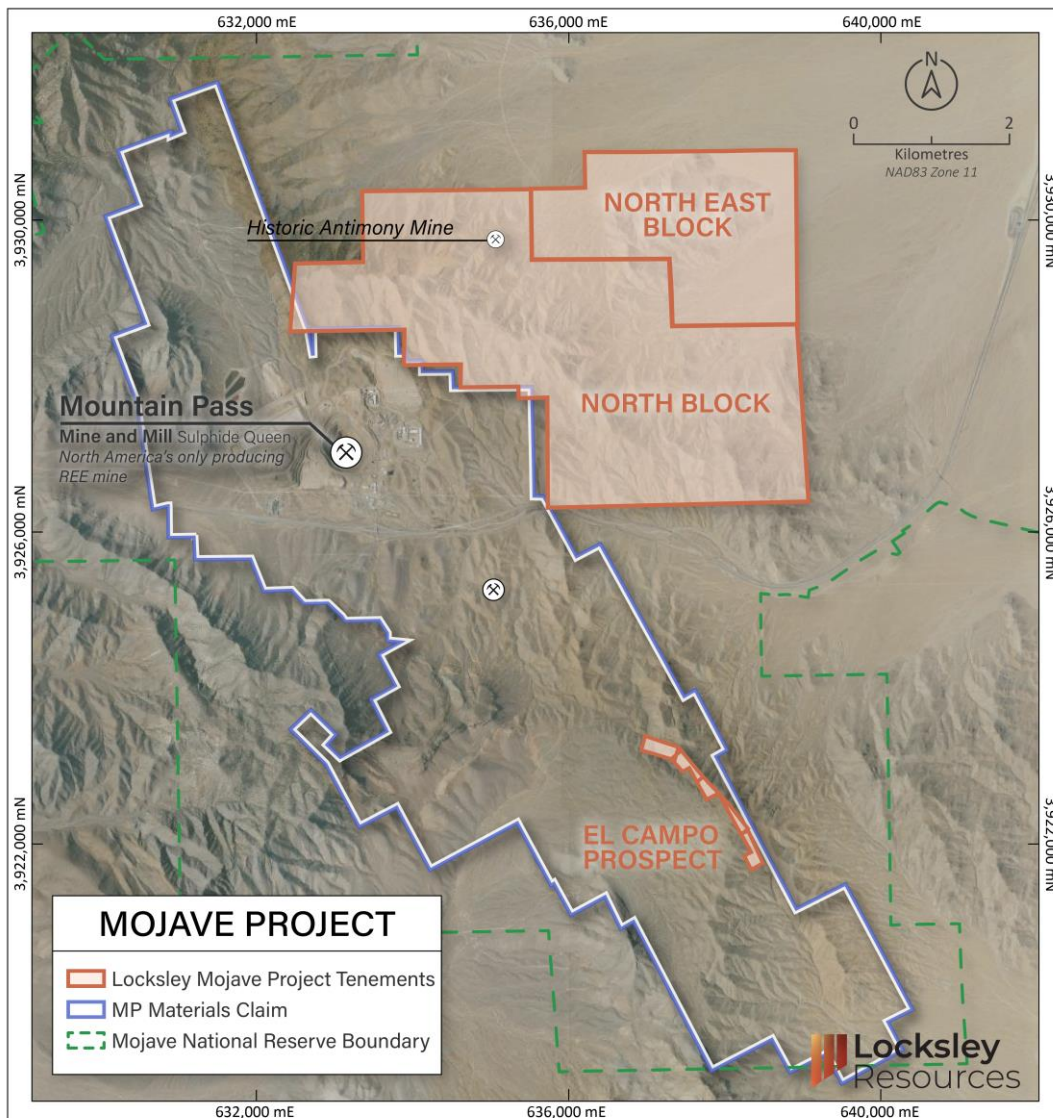 632,000 mE
636,000 mE
640,000 mE
N
0
2
Kilometres
NAD83 Zone 11
3,930,000 mN
3,930,000 mN
NORTH EAST
BLOCK
Historic Antimony Mine
NORTH BLOCK
Mountain Pass
Mine and Mill Sulphide Queen
North America's only producing
REE mine
3,926,000 mN
3,926,000 mN
EL CAMPO
PROSPECT
3,922,000 mN
3,922,000 mN
MOJAVE PROJECT
Locksley Mojave Project Tenements
MP Materials Claim
Mojave National Reserve Boundary
Locksley
Resources
632,000 mE
636,000 mE
640,000 mE